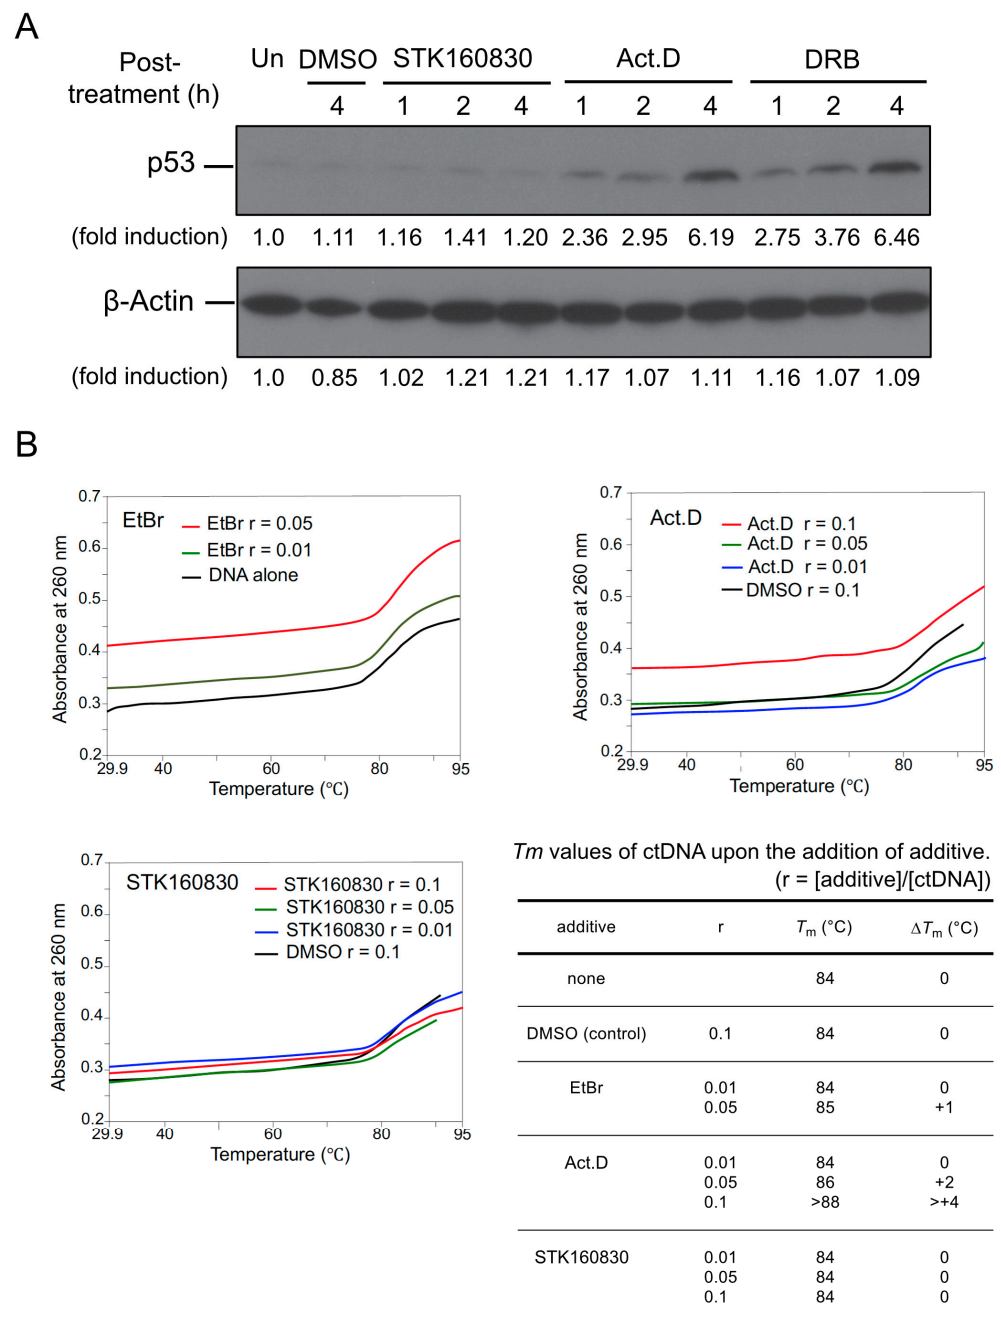 A
Post-
treatment (h)
Un DMSO STK160830 Act.D DRB
4 1 2 4 1 2 4 1 2 4
p53
(fold induction) 1.0 1.11 1.16 1.41 1.20 2.36 2.95 6.19 2.75 3.76 6.46
β-Actin
(fold induction) 1.0 0.85 1.02 1.21 1.21 1.17 1.07 1.11 1.16 1.07 1.09
B
EtBr
EtBr r = 0.05
EtBr r = 0.01
DNA alone
Absorbance at 260 nm
0.7
0.6
0.5
0.4
0.3
0.2
29.9 40 60 80 95
Temperature (℃)
Act.D
Act.D r = 0.1
Act.D r = 0.05
Act.D r = 0.01
DMSO r = 0.1
Absorbance at 260 nm
0.7
0.6
0.5
0.4
0.3
0.2
29.9 40 60 80 95
Temperature (℃)
STK160830
STK160830 r = 0.1
STK160830 r = 0.05
STK160830 r = 0.01
DMSO r = 0.1
Absorbance at 260 nm
0.7
0.6
0.5
0.4
0.3
0.2
29.9 40 60 80 95
Temperature (℃)
Tm values of ctDNA upon the addition of additive.
(r = [additive]/[ctDNA])
additive r Tm (°C) ΔTm (°C)
none 84 0
DMSO (control) 0.1 84 0
EtBr 0.01 84 0
0.05 85 +1
Act.D 0.01 84 0
0.05 86 +2
0.1 >88 >+4
STK160830 0.01 84 0
0.05 84 0
0.1 84 0